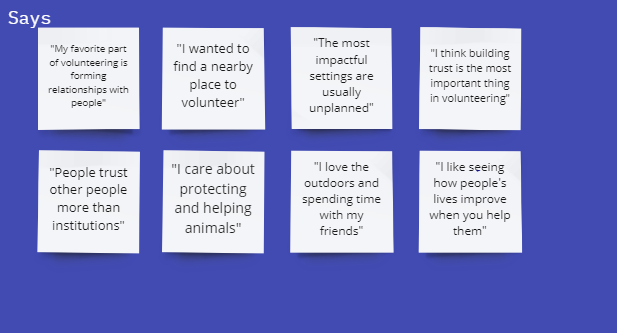 Says
"My favorite part
of volunteering is
forming
relationships with
people"
"I wanted to
find a nearby
place to
volunteer"
"The most
impactful
settings are
usually
unplanned"
"I think building
trust is the most
important thing
in volunteering"
"People trust
other people
more than
institutions"
"I care about
protecting
and helping
animals"
"I love the
outdoors and
spending time
with my
friends"
"I like seeing
how people's
lives improve
when you help
them"